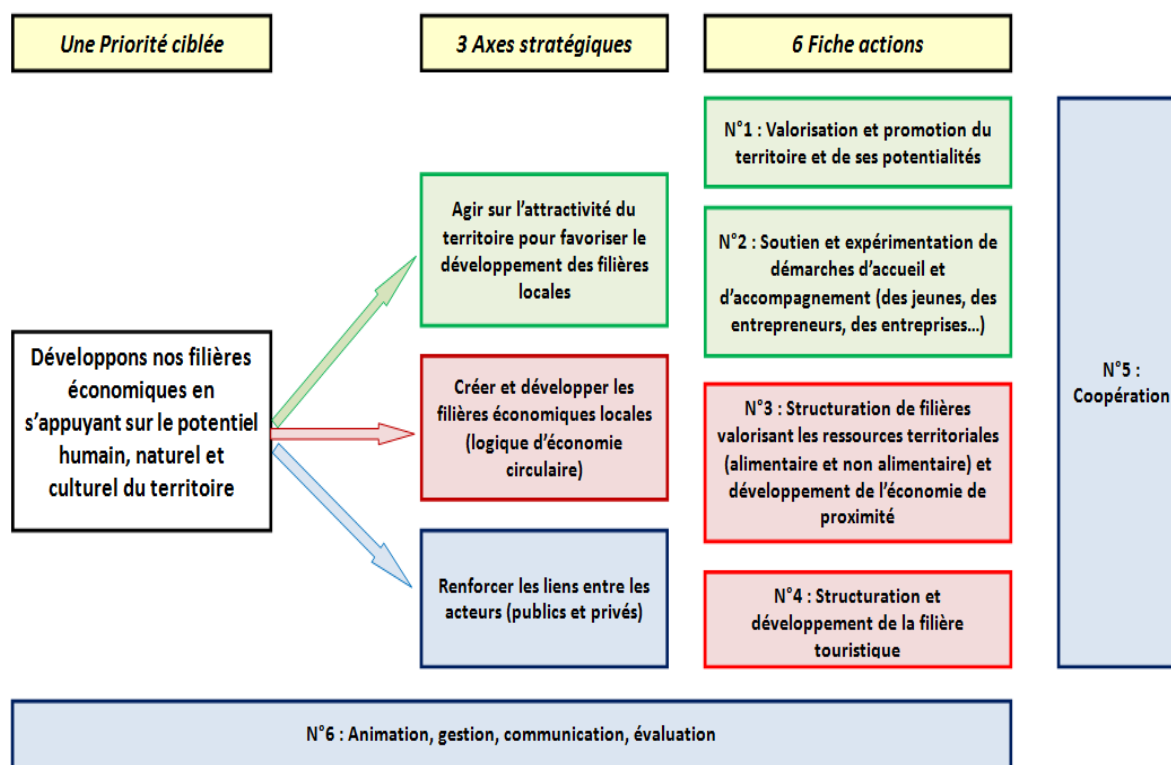 Une Priorité ciblée
3 Axes stratégiques
6 Fiche actions
Développons nos filières
économiques en
s'appuyant sur le potentiel
humain, naturel et
culturel du territoire
Agir sur l'attractivité du
territoire pour favoriser le
développement des filières
locales
Créer et développer les
filières économiques locales
(logique d'économie
circulaire)
Renforcer les liens entre les
acteurs (publics et privés)
N°1 : Valorisation et promotion du
territoire et de ses potentialités
N°2 : Soutien et expérimentation de
démarches d'accueil et
d'accompagnement (des jeunes, des
entrepreneurs, des entreprises…)
N°3 : Structuration de filières
valorisant les ressources territoriales
(alimentaire et non alimentaire) et
développement de l'économie de
proximité
N°4 : Structuration et
développement de la filière
touristique
N°5 :
Coopération
N°6 : Animation, gestion, communication, évaluation